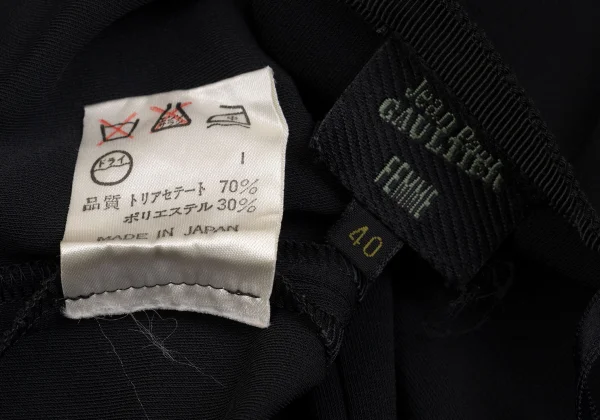 ドライ
I
品質 トリアセテート 70%
ポリエステル 30%
MADE IN JAPAN
Jean Paul
GAULTIER
FEMME
40